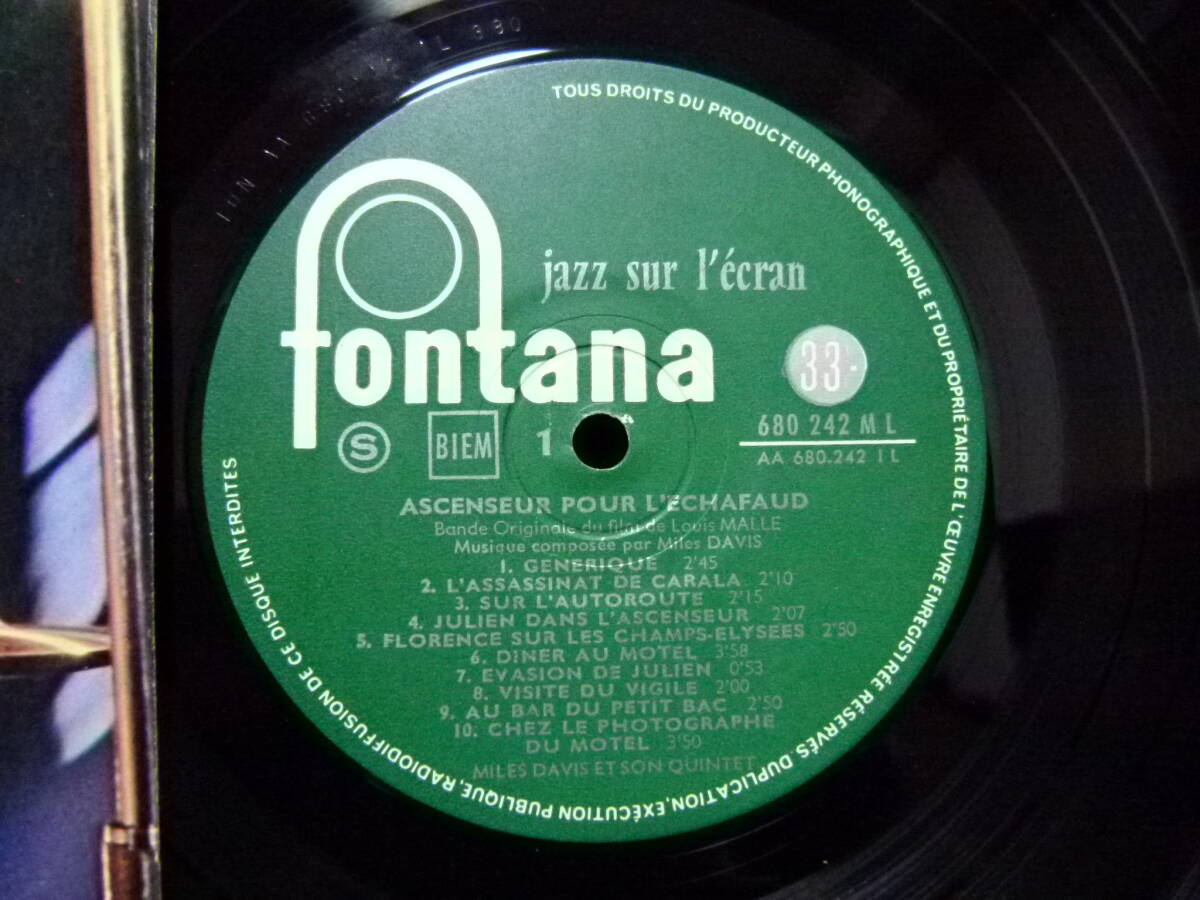 L 680
TOUS DROITS DU PRODUCTEUR PHONOGRAPHIQUE ET DU PROPRIÉTAIRE DE L'ŒUVRE ENREGISTRÉE RÉSERVÉS. DUPLICATION, EXÉCUTION PUBLIQUE, RADIODIFFUSION DE CE DISQUE INTERDITES
jazz sur l'écran
fontana
33
S
BIEM
1
680 242 M L
AA 680.242 1 L
ASCENSEUR POUR L'ECHAFAUD
Bande Originale du film de Louis MALLE
Musique composée par Miles DAVIS
1. GENERIQUE 2'45
2. L'ASSASSINAT DE CARALA 2'10
3. SUR L'AUTOROUTE 2'15
4. JULIEN DANS L'ASCENSEUR 2'07
5. FLORENCE SUR LES CHAMPS-ELYSEES 2'50
6. DINER AU MOTEL 3'58
7. EVASION DE JULIEN 0'53
8. VISITE DU VIGILE 2'00
9. AU BAR DU PETIT BAC 2'50
10. CHEZ LE PHOTOGRAPHE
DU MOTEL 3'50
MILES DAVIS ET SON QUINTET